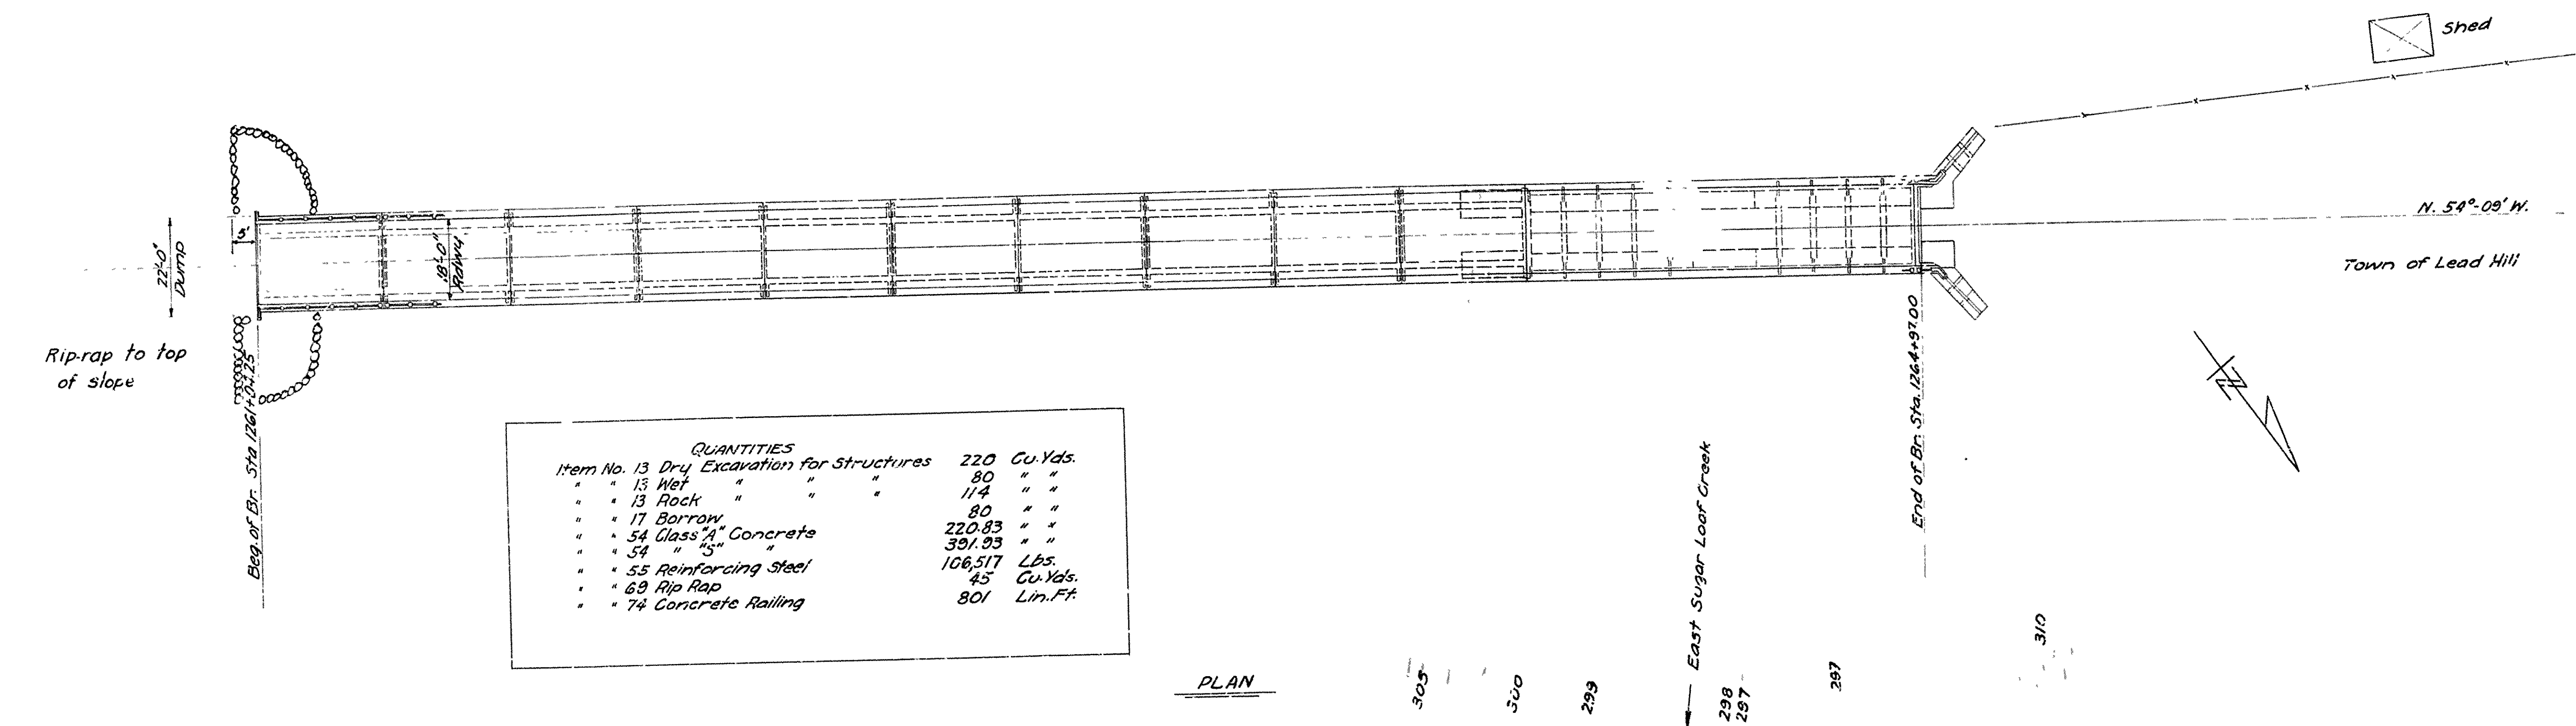 Shed
N. 54°-09' W.
Town of Lead Hill
5'
22'-0"
Dump
18'-0"
Rdwy.
Rip-rap to top
of slope
Beg. of Br. Sta 1261+04.25
End of Br. Sta. 1264+97.00
East Sugar Loaf Creek
N
QUANTITIES
Item No. 13 Dry Excavation for Structures 220 Cu.Yds.
" " 13 Wet " " " 80 " "
" " 13 Rock " " " 114 " "
" " 17 Borrow 80 " "
" " 54 Class "A" Concrete 220.83 " "
" " 54 " "S" " 391.93 " "
" " 55 Reinforcing Steel 106,517 Lbs.
" " 69 Rip Rap 45 Cu.Yds.
" " 74 Concrete Railing 801 Lin.Ft.
PLAN
305
300
299
298
297
297
310